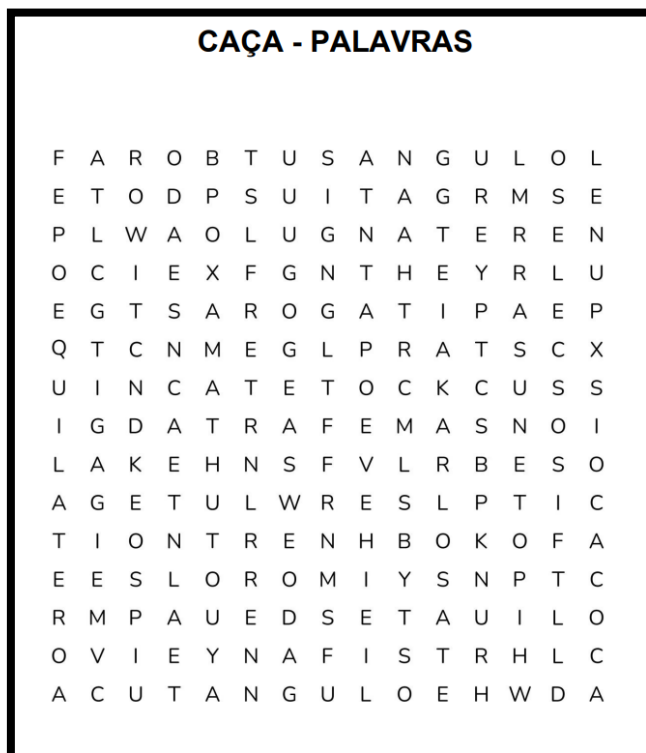 CAÇA - PALAVRAS
F A R O B T U S A N G U L O L
E T O D P S U I T A G R M S E
P L W A O L U G N A T E R E N
O C I E X F G N T H E Y R L U
E G T S A R O G A T I P A E P
Q T C N M E G L P R A T S C X
U I N C A T E T O C K C U S S
I G D A T R A F E M A S N O I
L A K E H N S F V L R B E S O
A G E T U L W R E S L P T I C
T I O N T R E N H B O K O F A
E E S L O R O M I Y S N P T C
R M P A U E D S E T A U I L O
O V I E Y N A F I S T R H L C
A C U T A N G U L O E H W D A